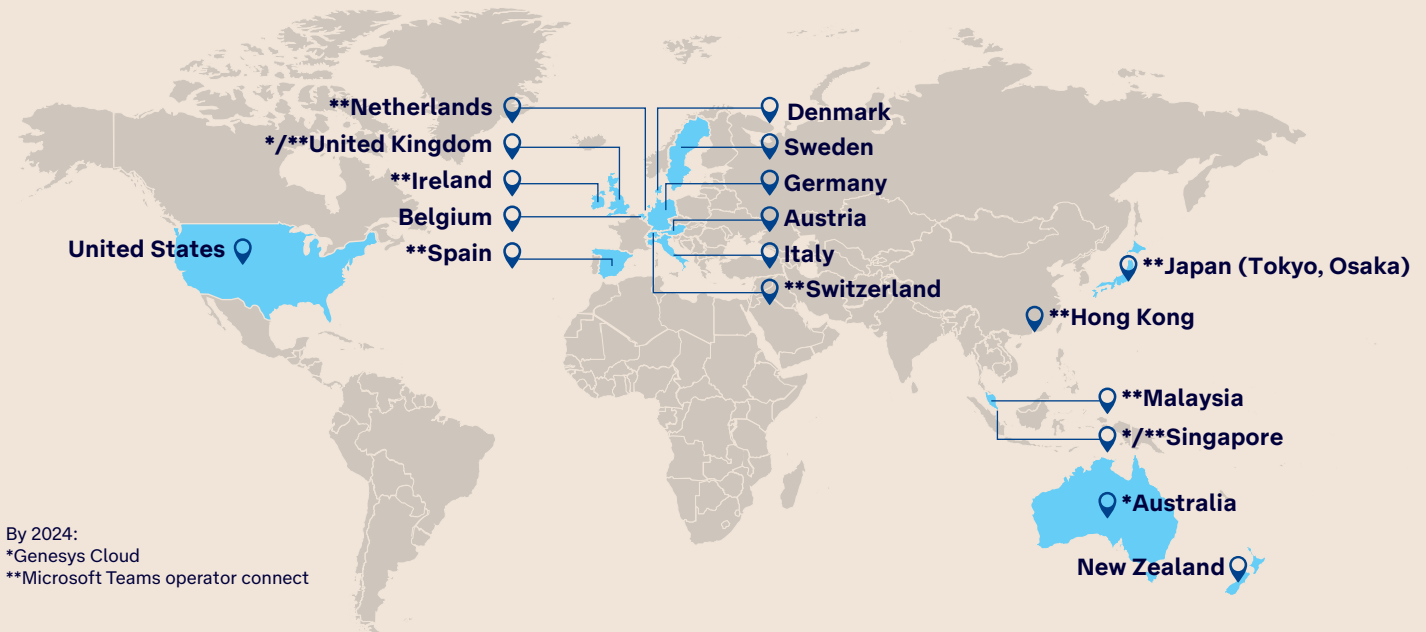 **Netherlands
*/**United Kingdom
**Ireland
Belgium
**Spain
United States
Denmark
Sweden
Germany
Austria
Italy
**Switzerland
**Japan (Tokyo, Osaka)
**Hong Kong
**Malaysia
*/**Singapore
*Australia
New Zealand
By 2024:
*Genesys Cloud
**Microsoft Teams operator connect